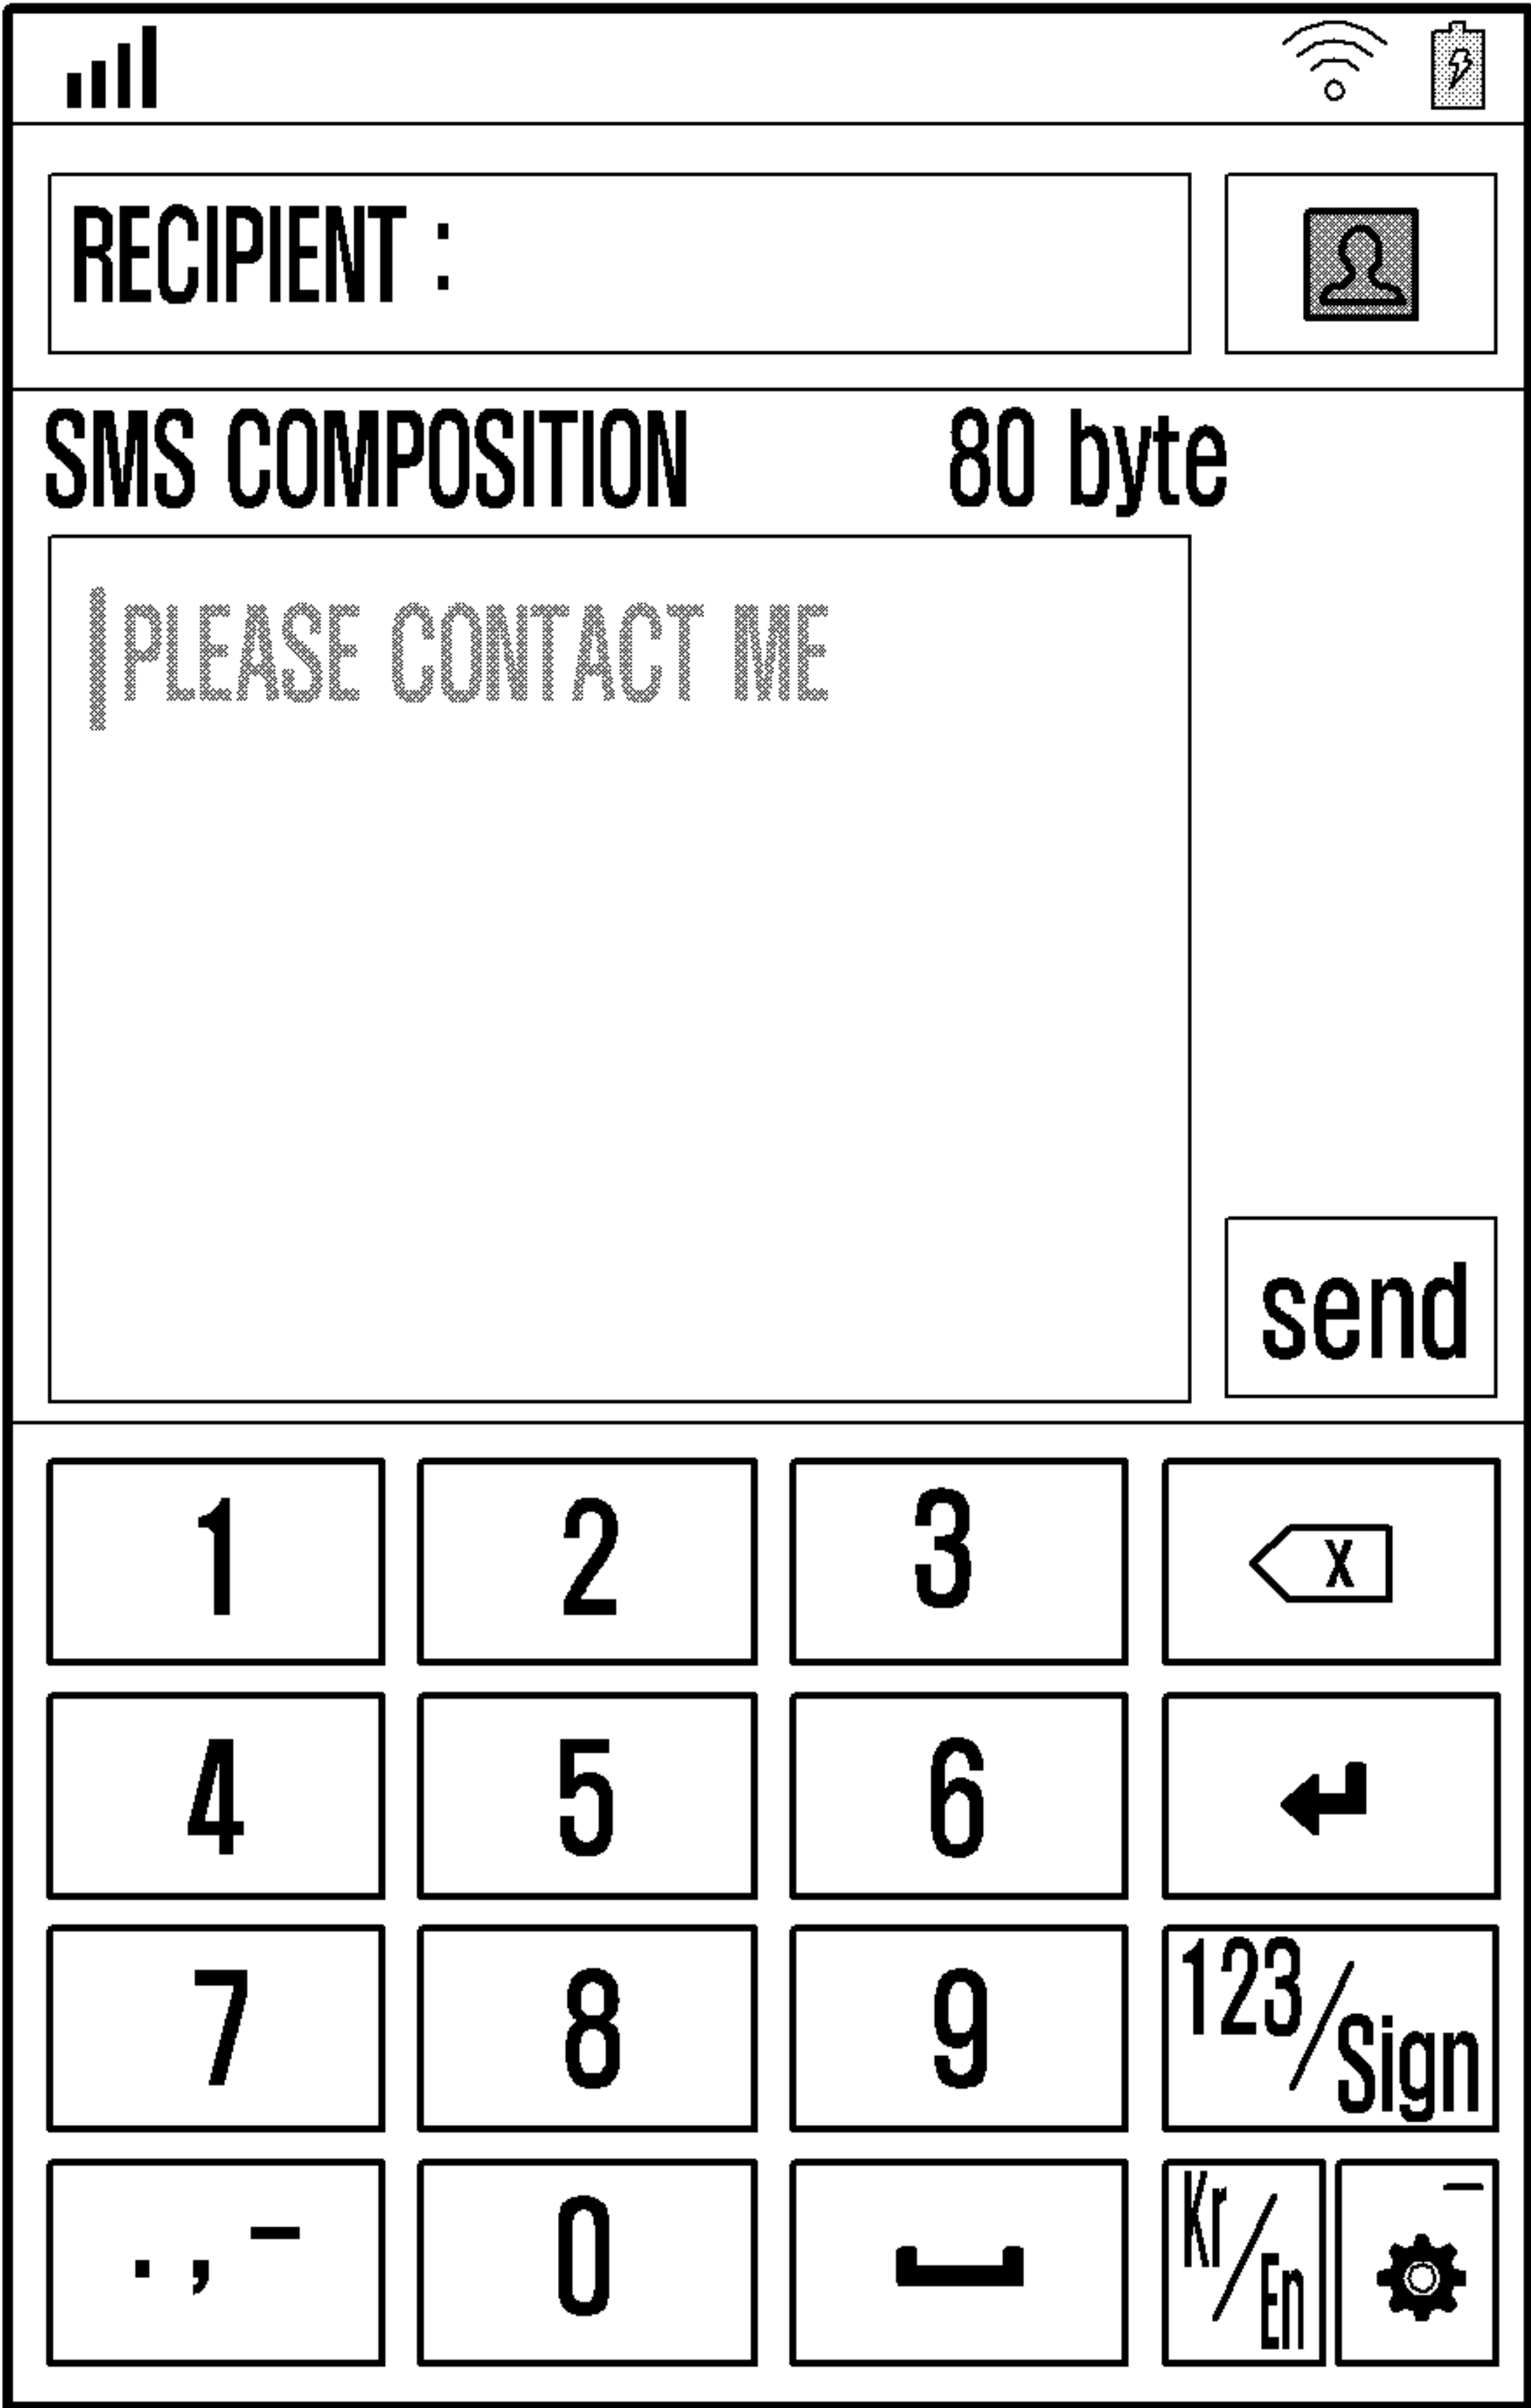 RECIPIENT :
SMS COMPOSITION 80 byte
PLEASE CONTACT ME
send
1 2 3 X
4 5 6
7 8 9 123/Sign
. , - 0 Kr/En